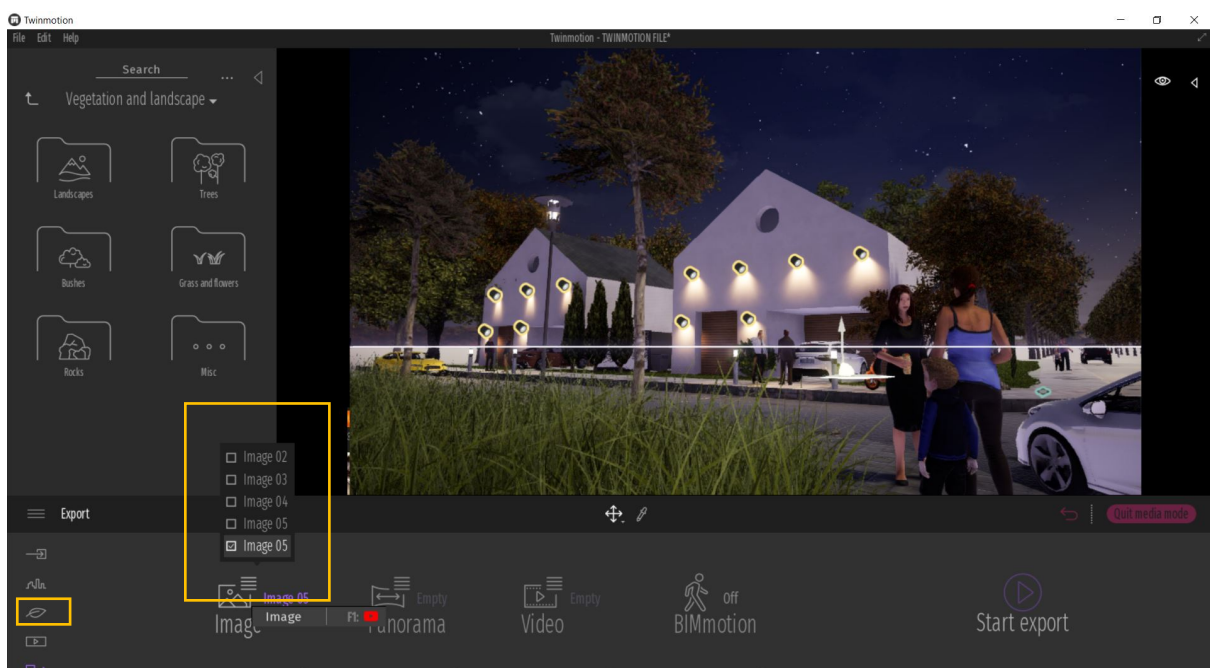 Twinmotion
File Edit Help
Twinmotion - TWINMOTION FILE*
Search
...
Vegetation and landscape
Landscapes
Trees
Bushes
Grass and flowers
Rocks
Misc
Image 02
Image 03
Image 04
Image 05
Image 05
Export
Quit media mode
Image 05
Empty
Empty
Off
Image F1:
Image
Panorama
Video
BIMmotion
Start export